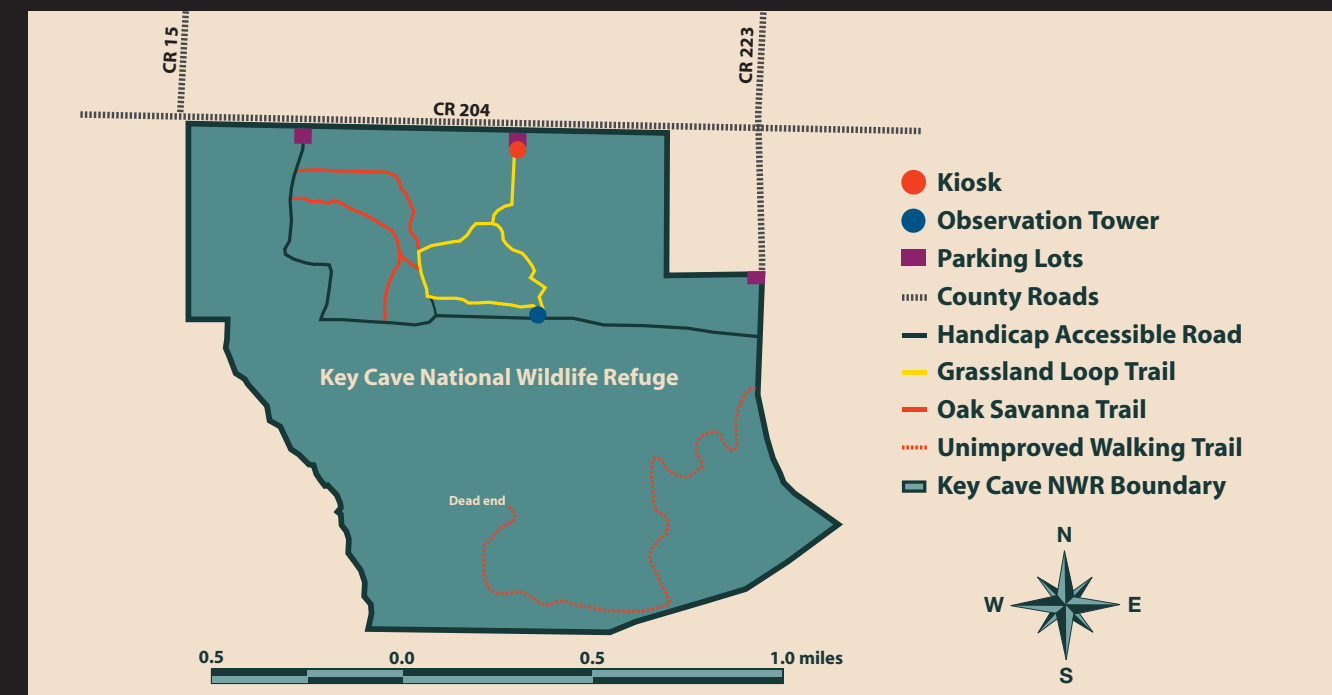 CR 15
CR 223
CR 204
Kiosk
Observation Tower
Parking Lots
County Roads
Handicap Accessible Road
Grassland Loop Trail
Oak Savanna Trail
Unimproved Walking Trail
Key Cave NWR Boundary
Key Cave National Wildlife Refuge
Dead end
N
W E
S
0.5 0.0 0.5 1.0 miles